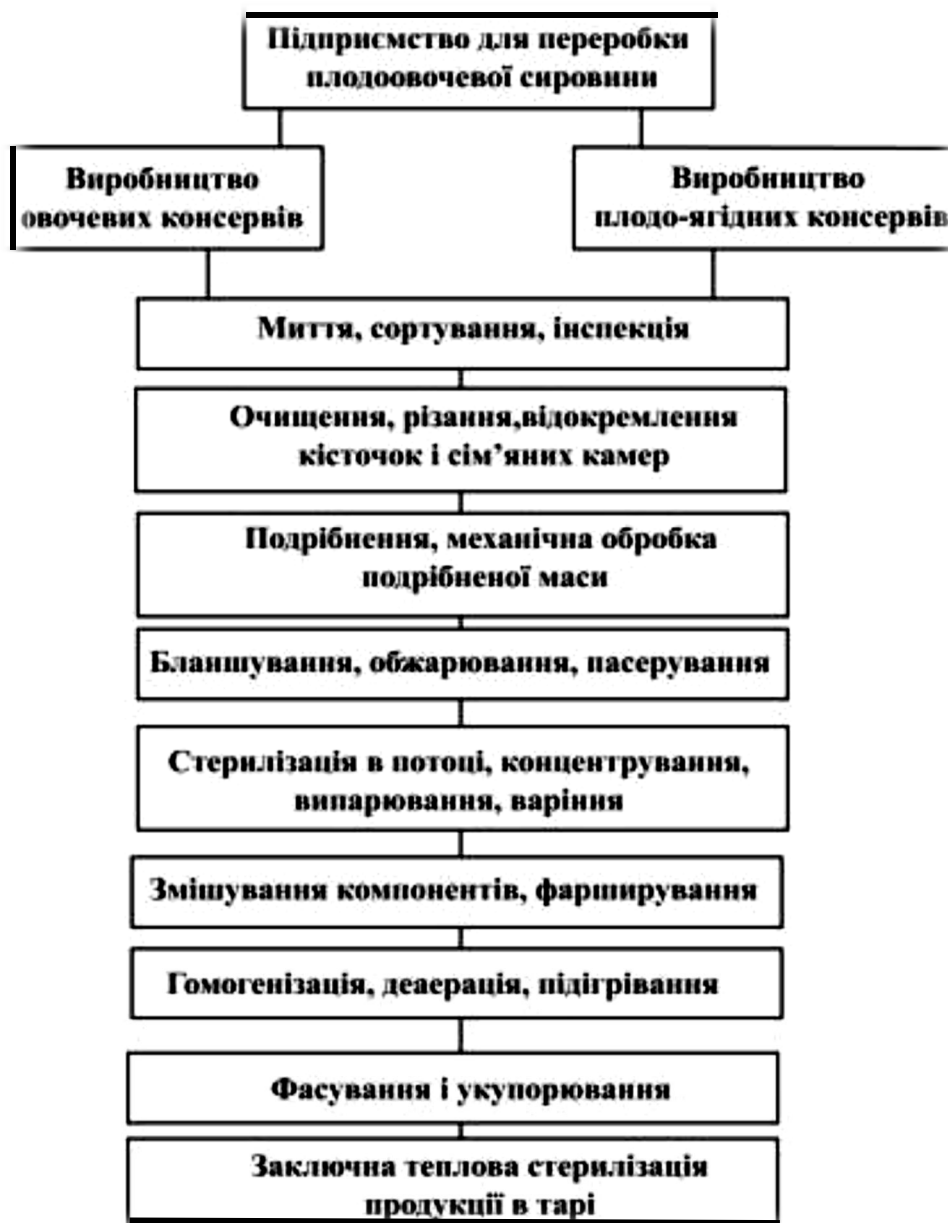 Підприємство для переробки
плодоовочевої сировини
Виробництво
овочевих консервів
Виробництво
плодо-ягідних консервів
Миття, сортування, інспекція
Очищення, різання,відокремлення
кісточок і сім’яних камер
Подрібнення, механічна обробка
подрібненої маси
Бланшування, обжарювання, пасерування
Стерилізація в потоці, концентрування,
випарювання, варіння
Змішування компонентів, фарширування
Гомогенізація, деаерація, підігрівання
Фасування і укупорювання
Заключна теплова стерилізація
продукції в тарі